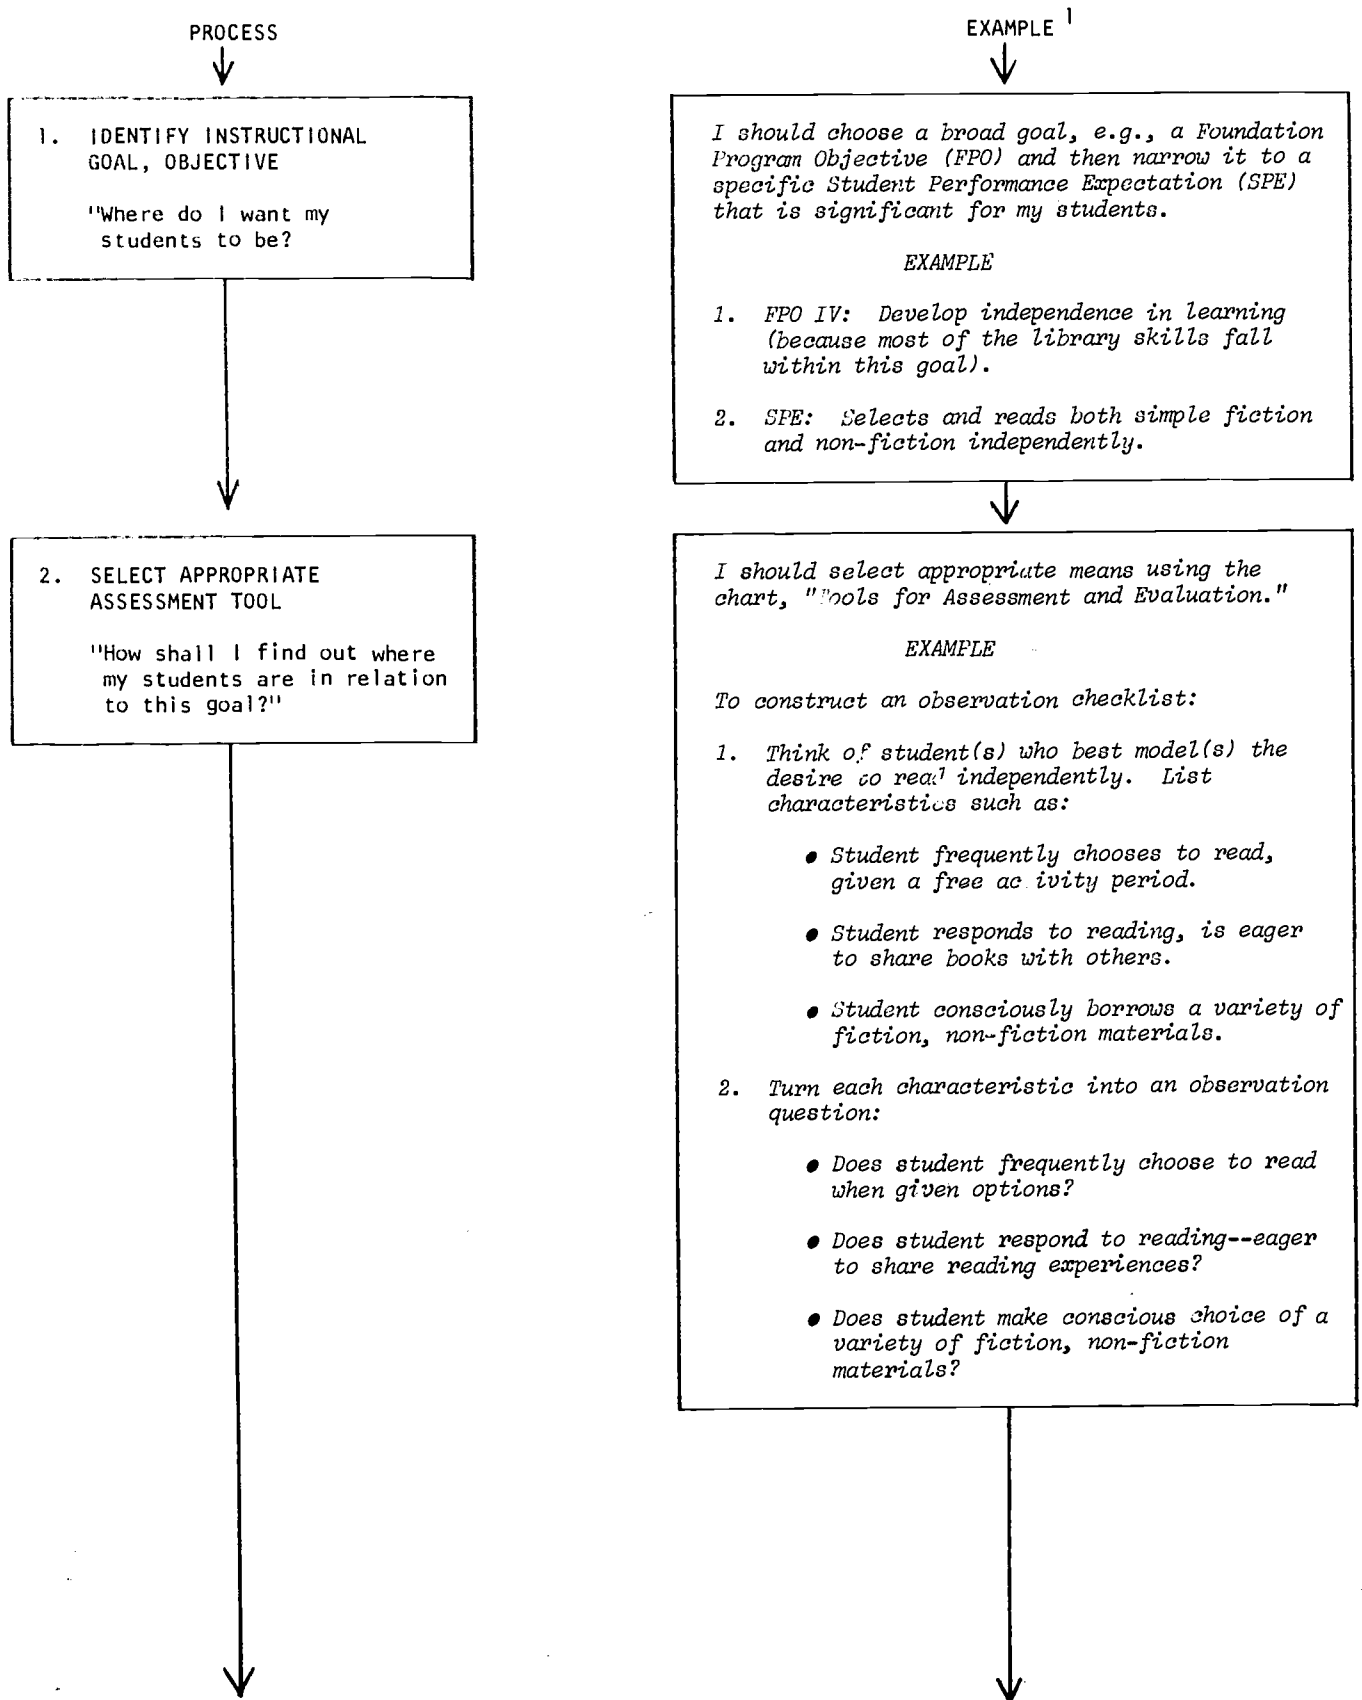 PROCESS
1. IDENTIFY INSTRUCTIONAL
GOAL, OBJECTIVE
"Where do I want my
students to be?
2. SELECT APPROPRIATE
ASSESSMENT TOOL
"How shall I find out where
my students are in relation
to this goal?"
EXAMPLE 1
I should choose a broad goal, e.g., a Foundation
Program Objective (FPO) and then narrow it to a
specific Student Performance Expectation (SPE)
that is significant for my students.
EXAMPLE
1. FPO IV: Develop independence in learning
(because most of the library skills fall
within this goal).
2. SPE: Selects and reads both simple fiction
and non-fiction independently.
I should select appropriate means using the
chart, "Tools for Assessment and Evaluation."
EXAMPLE
To construct an observation checklist:
1. Think of student(s) who best model(s) the
desire to read independently. List
characteristics such as:
● Student frequently chooses to read,
given a free ac ivity period.
● Student responds to reading, is eager
to share books with others.
● Student consciously borrows a variety of
fiction, non-fiction materials.
2. Turn each characteristic into an observation
question:
● Does student frequently choose to read
when given options?
● Does student respond to reading--eager
to share reading experiences?
● Does student make conscious choice of a
variety of fiction, non-fiction
materials?